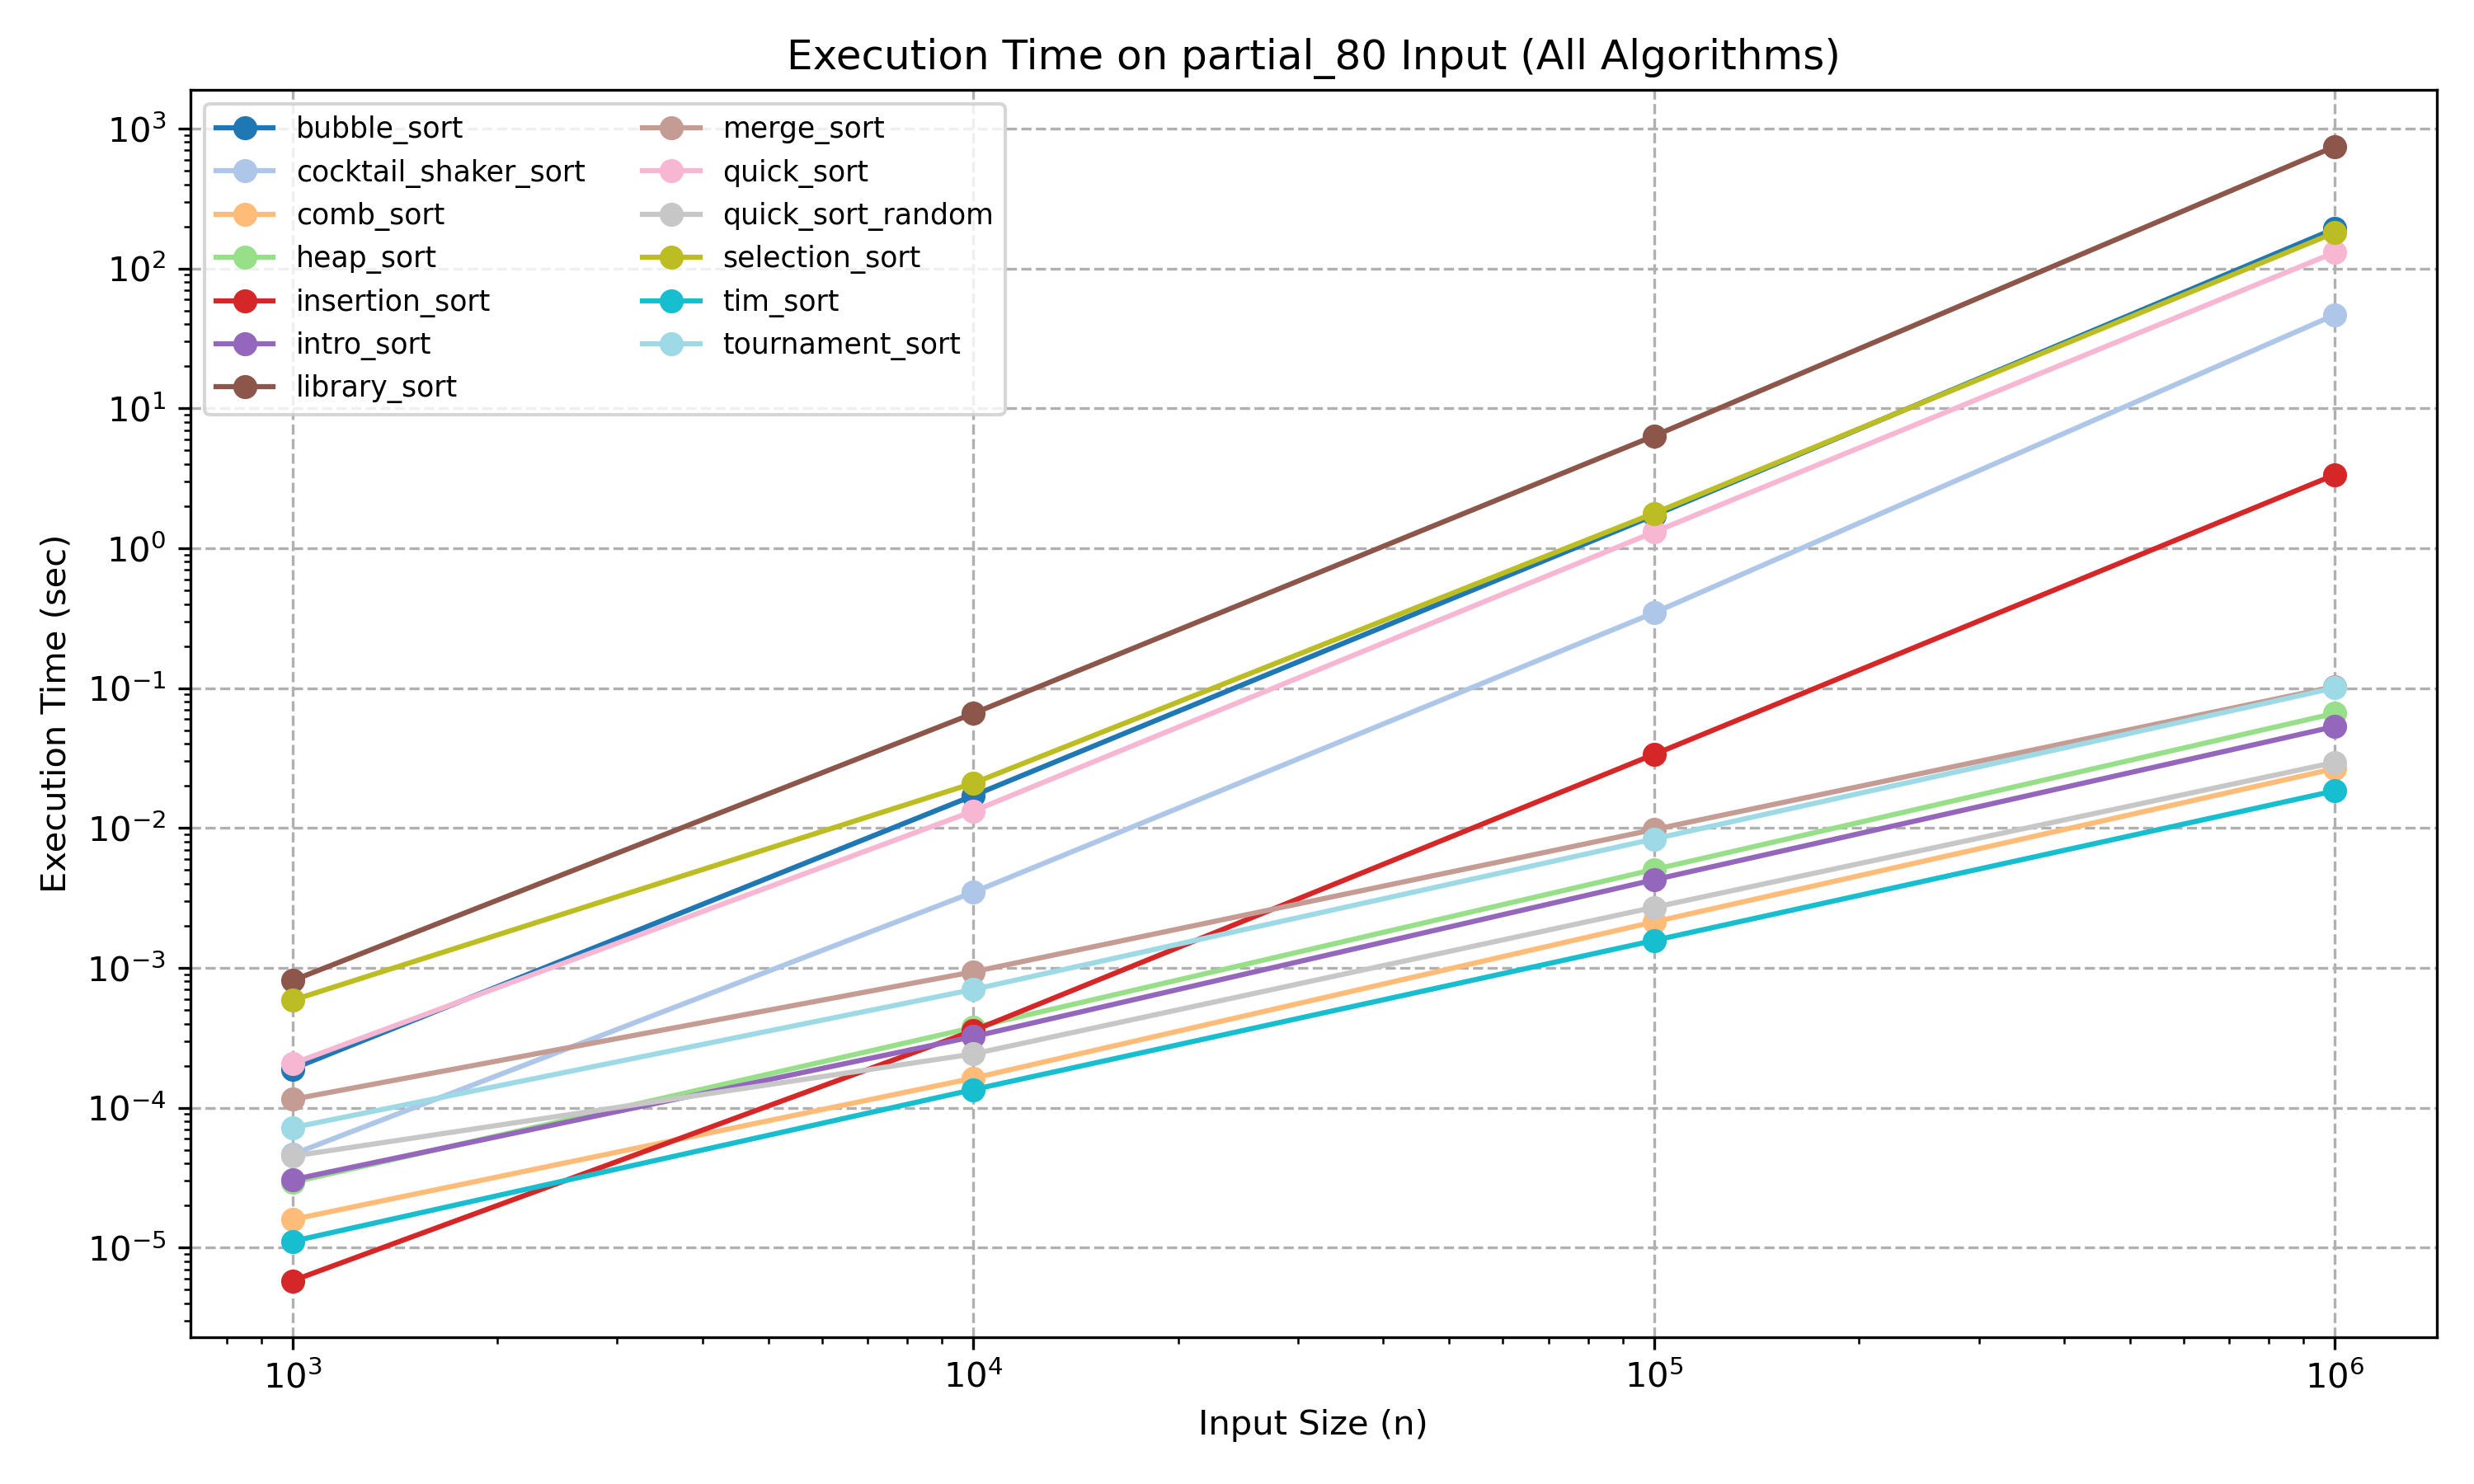 Execution Time on partial_80 Input (All Algorithms)
bubble_sort
cocktail_shaker_sort
comb_sort
heap_sort
insertion_sort
intro_sort
library_sort
merge_sort
quick_sort
quick_sort_random
selection_sort
tim_sort
tournament_sort
Execution Time (sec)
10³
10²
10¹
10⁰
10⁻¹
10⁻²
10⁻³
10⁻⁴
10⁻⁵
10³ 10⁴ 10⁵ 10⁶
Input Size (n)